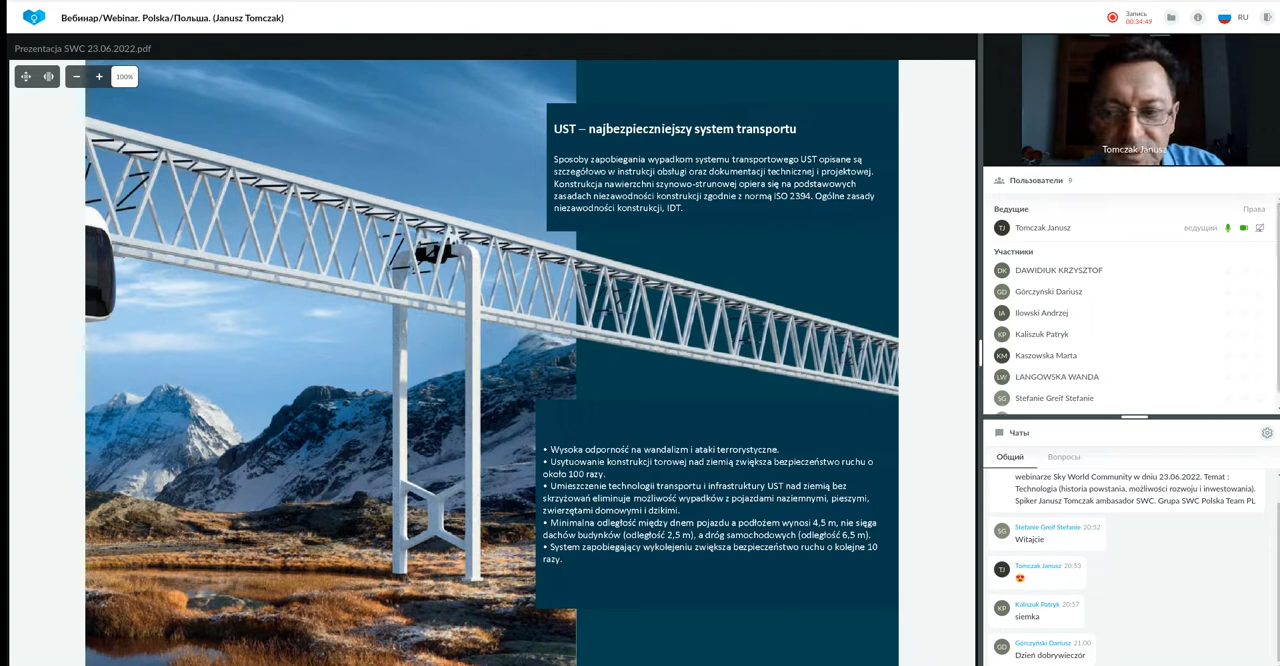 Вебинар/Webinar. Polska/Польша. (Janusz Tomczak)
Запись
00:34:49
RU
Prezentacja SWC 23.06.2022.pdf
100%
UST – najbezpieczniejszy system transportu
Sposoby zapobiegania wypadkom systemu transportowego UST opisane są
szczegółowo w instrukcji obsługi oraz dokumentacji technicznej i projektowej.
Konstrukcja nawierzchni szynowo-strunowej opiera się na podstawowych
zasadach niezawodności konstrukcji zgodnie z normą ISO 2394. Ogólne zasady
niezawodności konstrukcji, IDT.
• Wysoka odporność na wandalizm i ataki terrorystyczne.
• Usytuowanie konstrukcji torowej nad ziemią zwiększa bezpieczeństwo ruchu o
około 100 razy.
• Umieszczenie technologii transportu i infrastruktury UST nad ziemią bez
skrzyżowań eliminuje możliwość wypadków z pojazdami naziemnymi, pieszymi,
zwierzętami domowymi i dzikimi.
• Minimalna odległość między dnem pojazdu a podłożem wynosi 4,5 m, nie sięga
dachów budynków (odległość 2,5 m), a dróg samochodowych (odległość 6,5 m).
• System zapobiegający wykolejeniu zwiększa bezpieczeństwo ruchu o kolejne 10
razy.
Tomczak Janusz
Пользователи 9
Ведущие Права
TJ Tomczak Janusz ведущий
Участники
DK DAWIDIUK KRZYSZTOF
GD Górczyński Dariusz
IA Ilowski Andrzej
KP Kaliszuk Patryk
KM Kaszowska Marta
LW LANGOWSKA WANDA
SG Stefanie Greif Stefanie
Чаты
Общий Вопросы
webinarze Sky World Community w dniu 23.06.2022. Temat :
Technologia (historia powstania, możliwości rozwoju i inwestowania).
Spiker Janusz Tomczak ambasador SWC. Grupa SWC Polska Team PL
SG Stefanie Greif Stefanie 20:52
Witajcie
TJ Tomczak Janusz 20:53
😍
KP Kaliszuk Patryk 20:57
siemka
GD Górczyński Dariusz 21:00
Dzień dobrywieczór